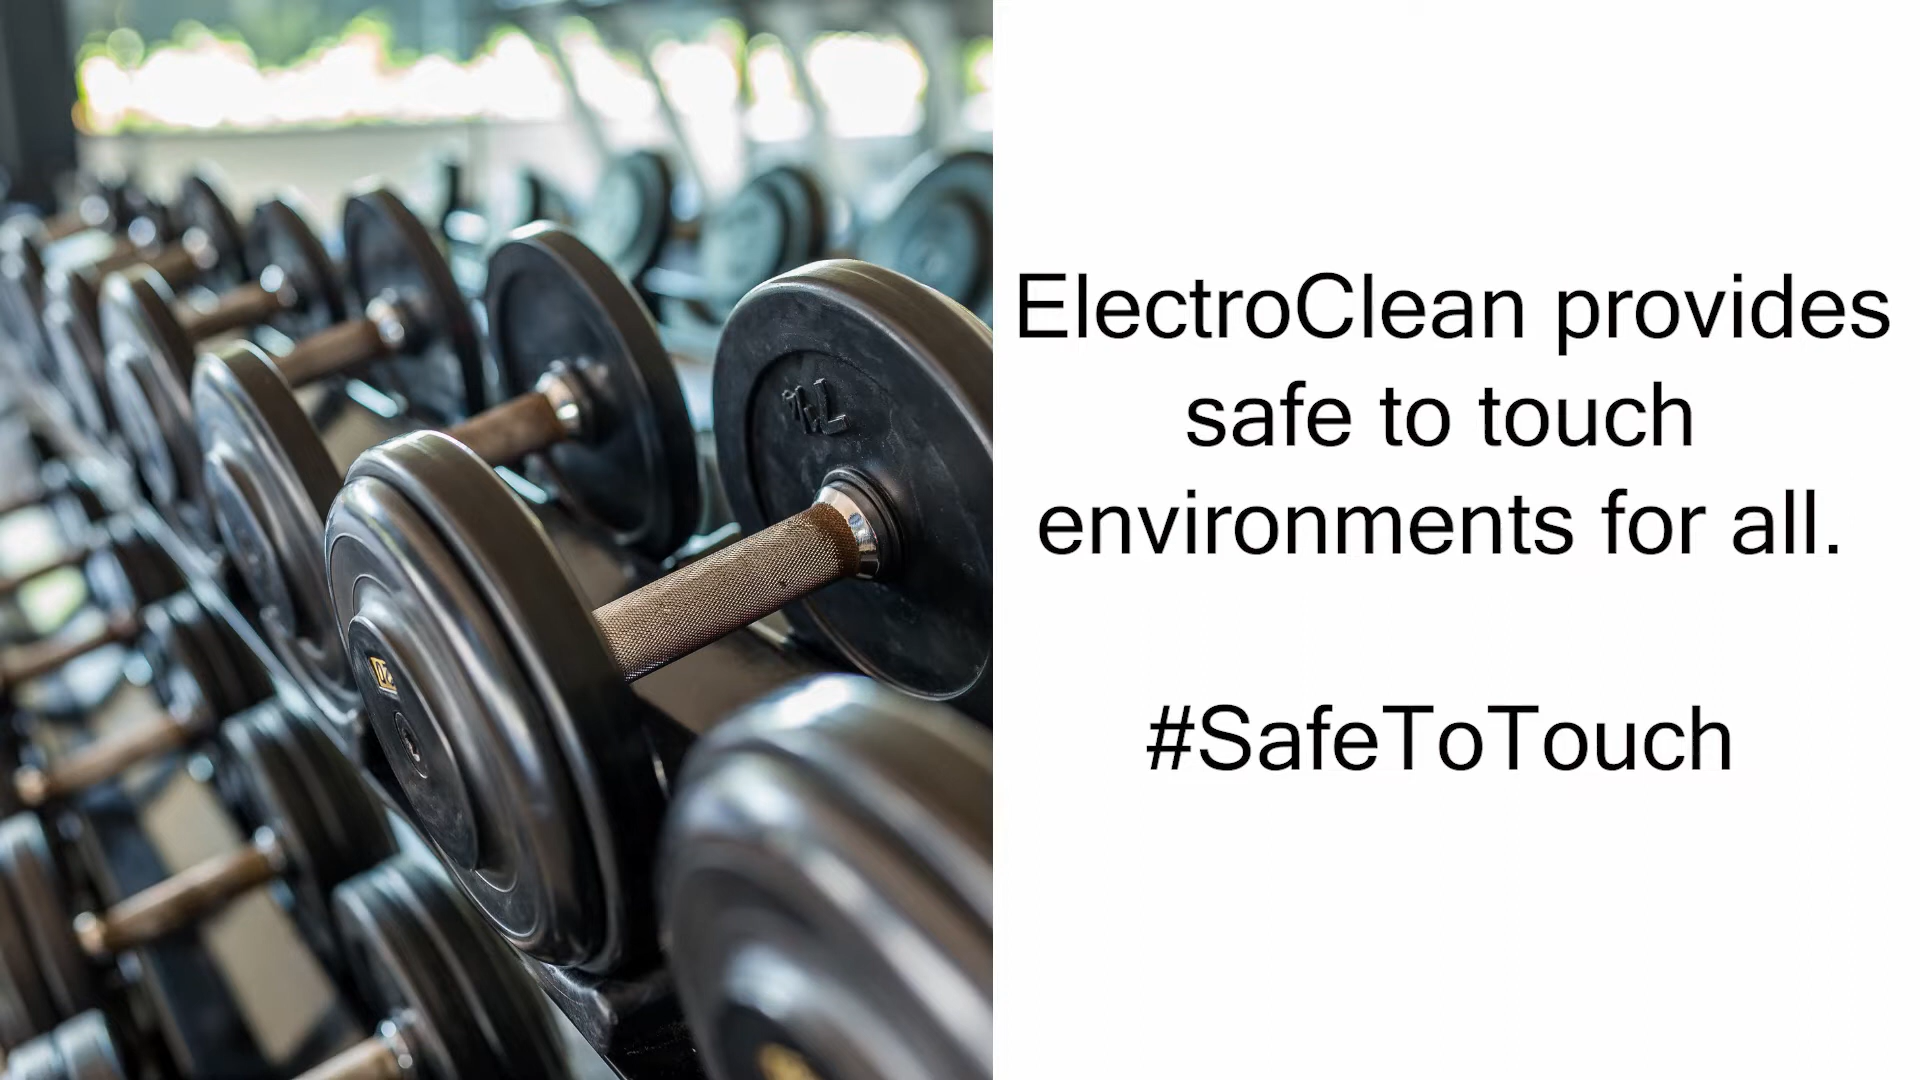 ElectroClean provides
safe to touch
environments for all.
#SafeToTouch